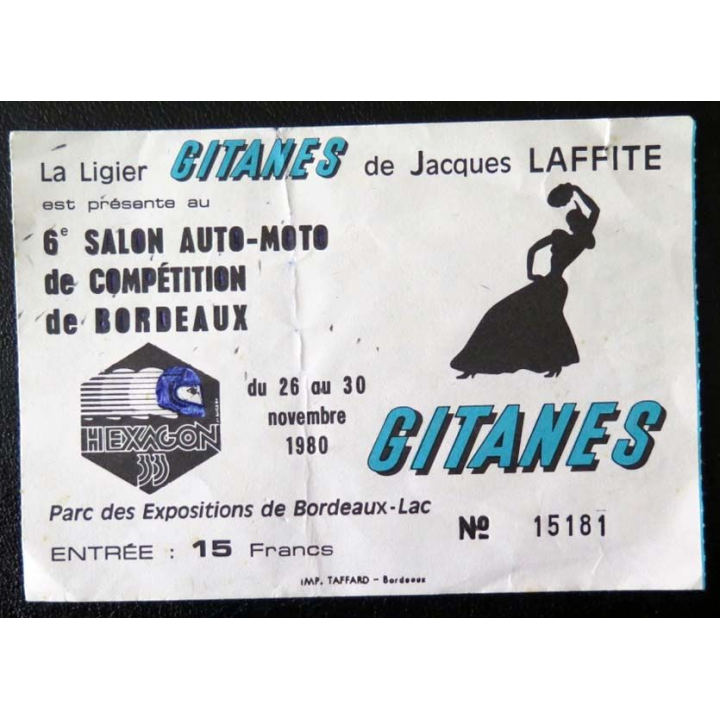 La Ligier GITANES de Jacques LAFFITE
est présente au
6e SALON AUTO-MOTO
de COMPÉTITION
de BORDEAUX
HEXAGON
33
du 26 au 30
novembre
1980
GITANES
Parc des Expositions de Bordeaux-Lac
No 15181
ENTRÉE : 15 Francs
IMP. TAFFARD - Bordeaux